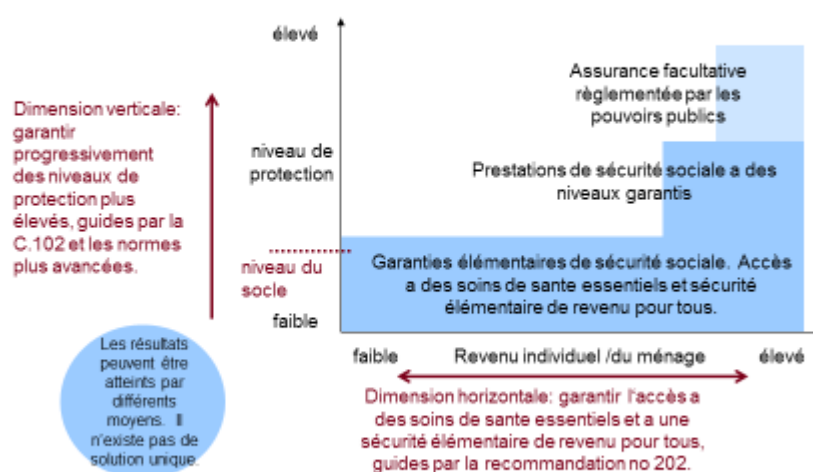 élevé
Assurance facultative
règlementée par les
pouvoirs publics
Dimension verticale:
garantir
progressivement
des niveaux de
protection plus
élevés, guides par la
C.102 et les normes
plus avancées.
niveau de
protection
Prestations de sécurité sociale a des
niveaux garantis
niveau du
socle
Garanties élémentaires de sécurité sociale. Accès
a des soins de sante essentiels et sécurité
élémentaire de revenu pour tous.
faible
Les résultats
peuvent être
atteints par
différents
moyens. Il
n'existe pas de
solution unique.
faible Revenu individuel /du ménage élevé
Dimension horizontale: garantir l'accès a
des soins de sante essentiels et a une
sécurité élémentaire de revenu pour tous,
guides par la recommandation no 202.